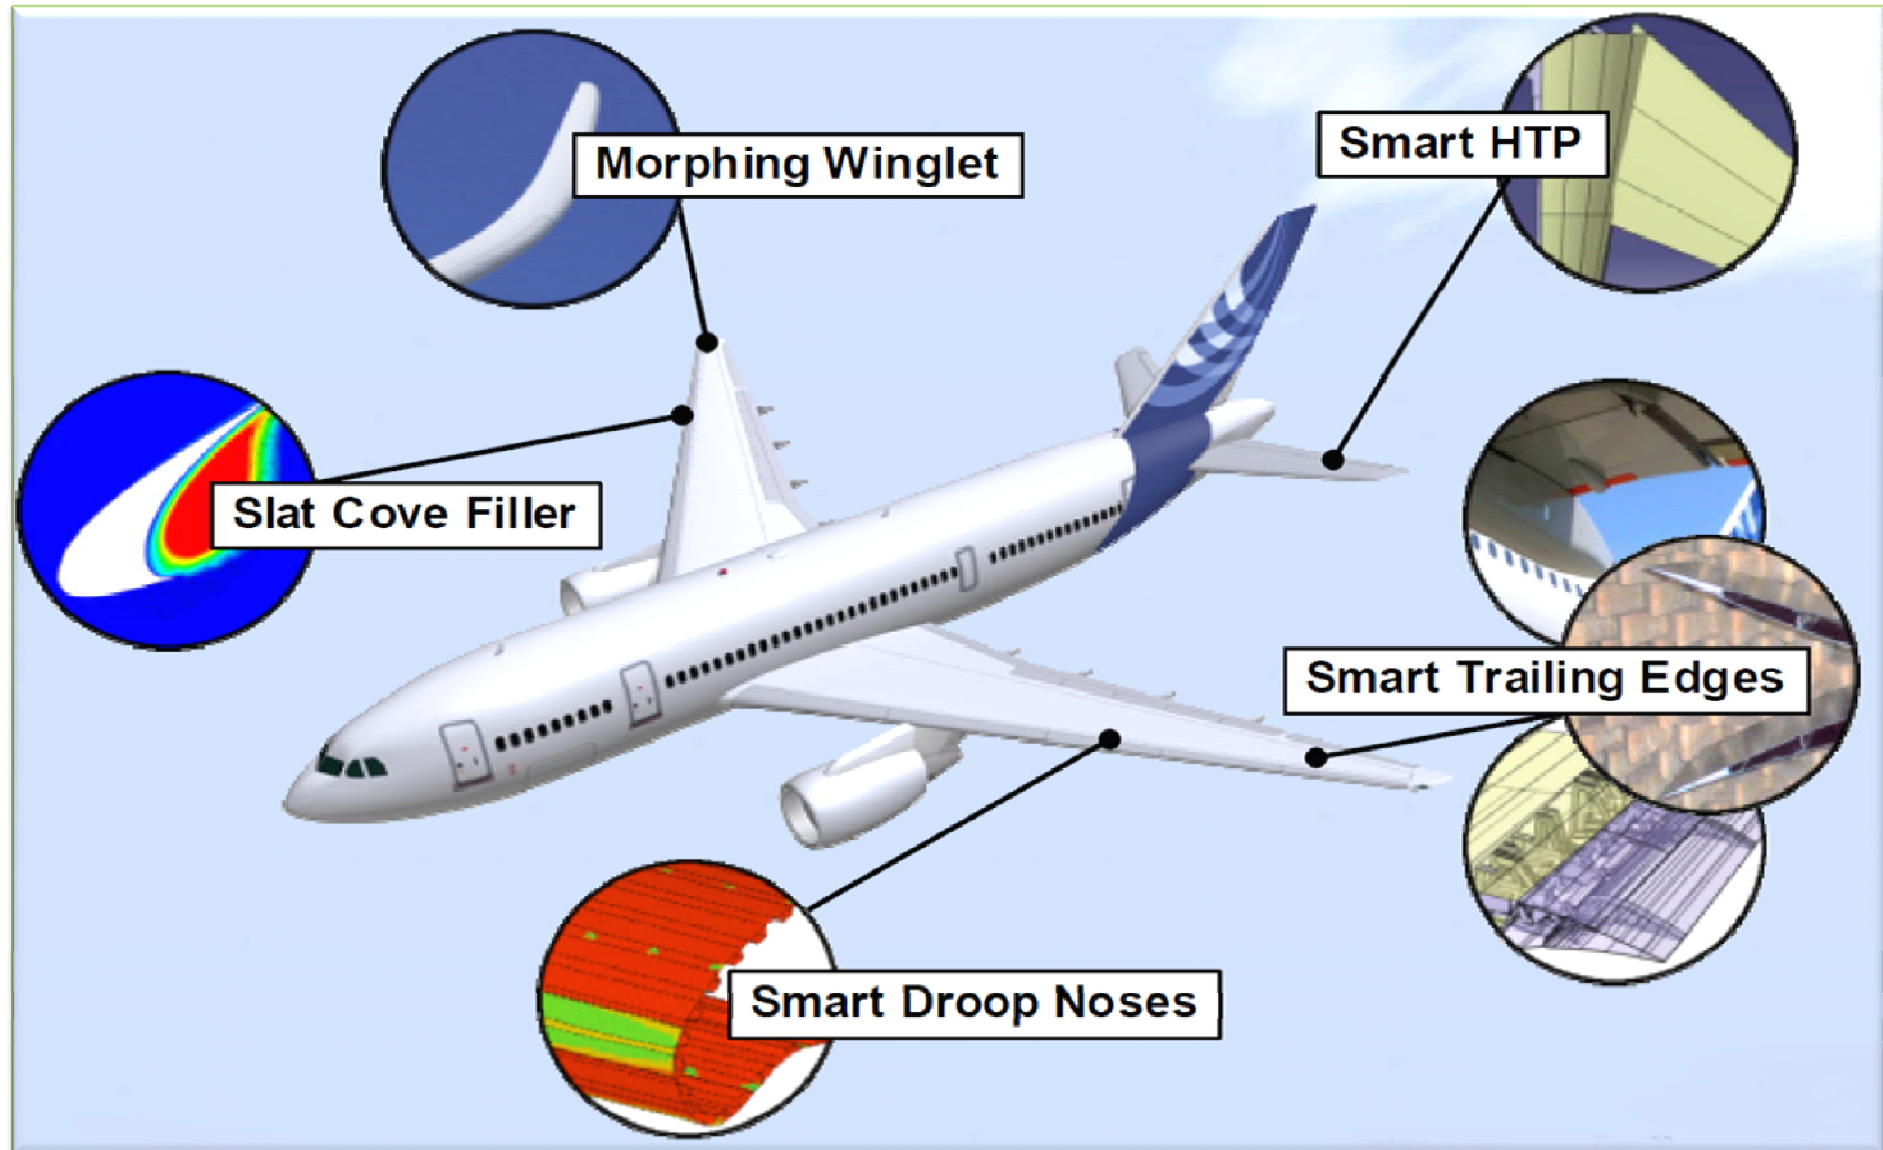 Morphing Winglet
Smart HTP
Slat Cove Filler
Smart Trailing Edges
Smart Droop Noses